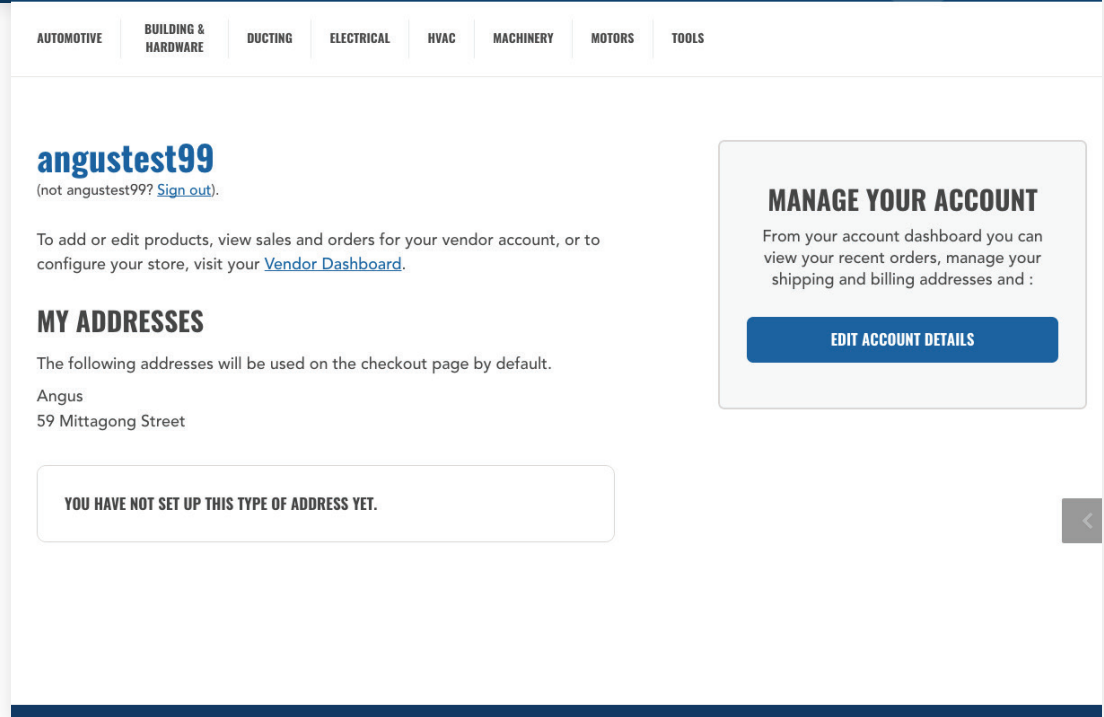 AUTOMOTIVE
BUILDING &
HARDWARE
DUCTING
ELECTRICAL
HVAC
MACHINERY
MOTORS
TOOLS
angustest99
(not angustest99? Sign out).
To add or edit products, view sales and orders for your vendor account, or to
configure your store, visit your Vendor Dashboard.
MY ADDRESSES
The following addresses will be used on the checkout page by default.
Angus
59 Mittagong Street
YOU HAVE NOT SET UP THIS TYPE OF ADDRESS YET.
MANAGE YOUR ACCOUNT
From your account dashboard you can
view your recent orders, manage your
shipping and billing addresses and :
EDIT ACCOUNT DETAILS